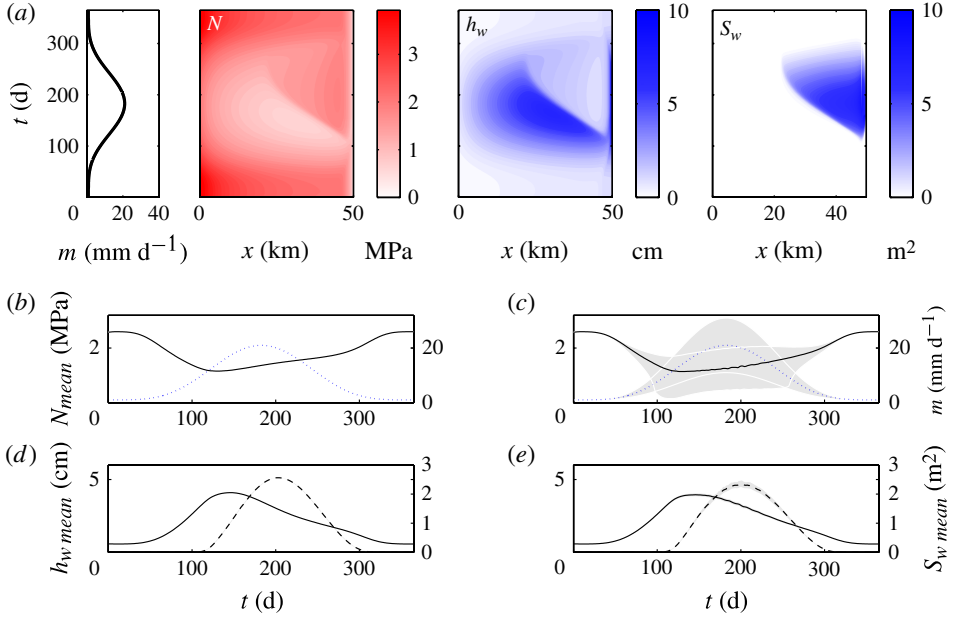 (a)
t (d)
300
200
100
0 20 40
m (mm d−1)
N
0 50
x (km)
3
2
1
0
MPa
hw
0 20 40
x (km)
10
5
0
cm
Sw
0 20 40
x (km)
10
5
0
m2
(b)
Nmean (MPa)
2
0 100 200 300
20
0
(c)
2
0 100 200 300
20
0
m (mm d−1)
(d)
hw mean (cm)
5
0 100 200 300
t (d)
3
2
1
0
(e)
5
0 100 200 300
t (d)
3
2
1
0
Sw mean (m2)